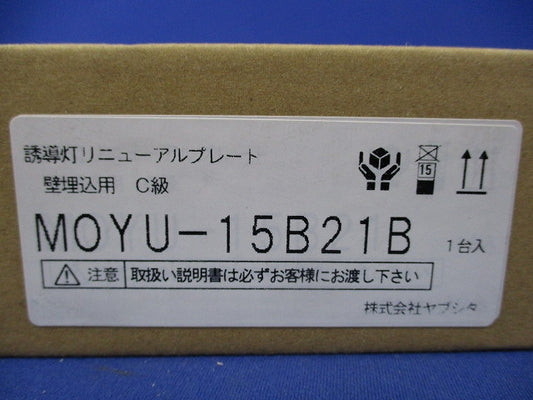 誘導灯リニューアルプレート
壁埋込用 C級
15
MOYU-15B21B 1台入
注意 取扱い説明書は必ずお客様にお渡し下さい
株式会社ヤブシタ